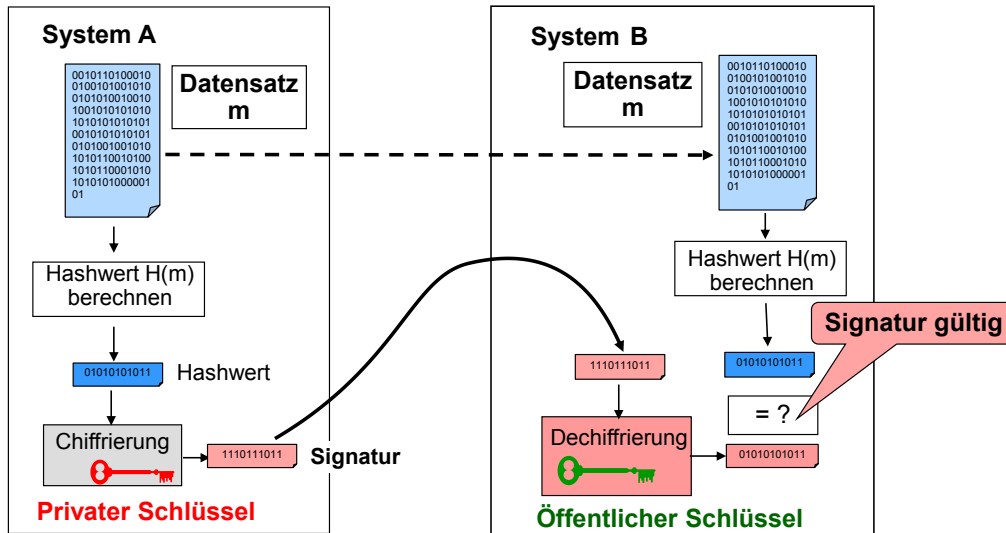 System A
0010110100010
0100101001010
0101010010010
1001010101010
1010101010101
0010101010101
0101001001010
1010110010100
1010110001010
1010101000001
01
Datensatz
m
Hashwert H(m)
berechnen
01010101011
Hashwert
Chiffrierung
1110111011
Signatur
Privater Schlüssel
System B
Datensatz
m
0010110100010
0100101001010
0101010010010
1001010101010
1010101010101
0010101010101
0101001001010
1010110010100
1010110001010
1010101000001
01
Hashwert H(m)
berechnen
Signatur gültig
1110111011
01010101011
= ?
Dechiffrierung
01010101011
Öffentlicher Schlüssel